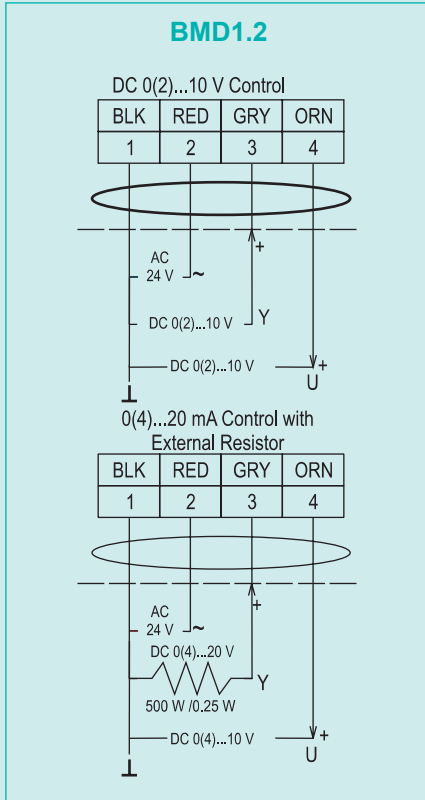 BMD1.2
DC 0(2)...10 V Control
BLK RED GRY ORN
1 2 3 4
+
AC
24 V ~
DC 0(2)...10 V Y
DC 0(2)...10 V +
U
0(4)...20 mA Control with
External Resistor
BLK RED GRY ORN
1 2 3 4
+
AC
24 V ~
DC 0(4)...20 V
Y
500 W /0.25 W
DC 0(4)...10 V +
U